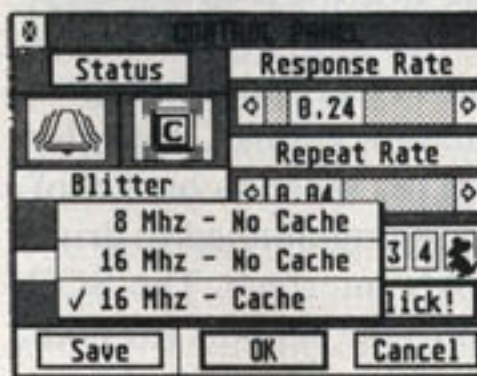 CONTROL PANEL
Status
Response Rate
0.24
C
Repeat Rate
Blitter
0.04
8 Mhz - No Cache
16 Mhz - No Cache
3 4
✓ 16 Mhz - Cache
lick!
Save
OK
Cancel